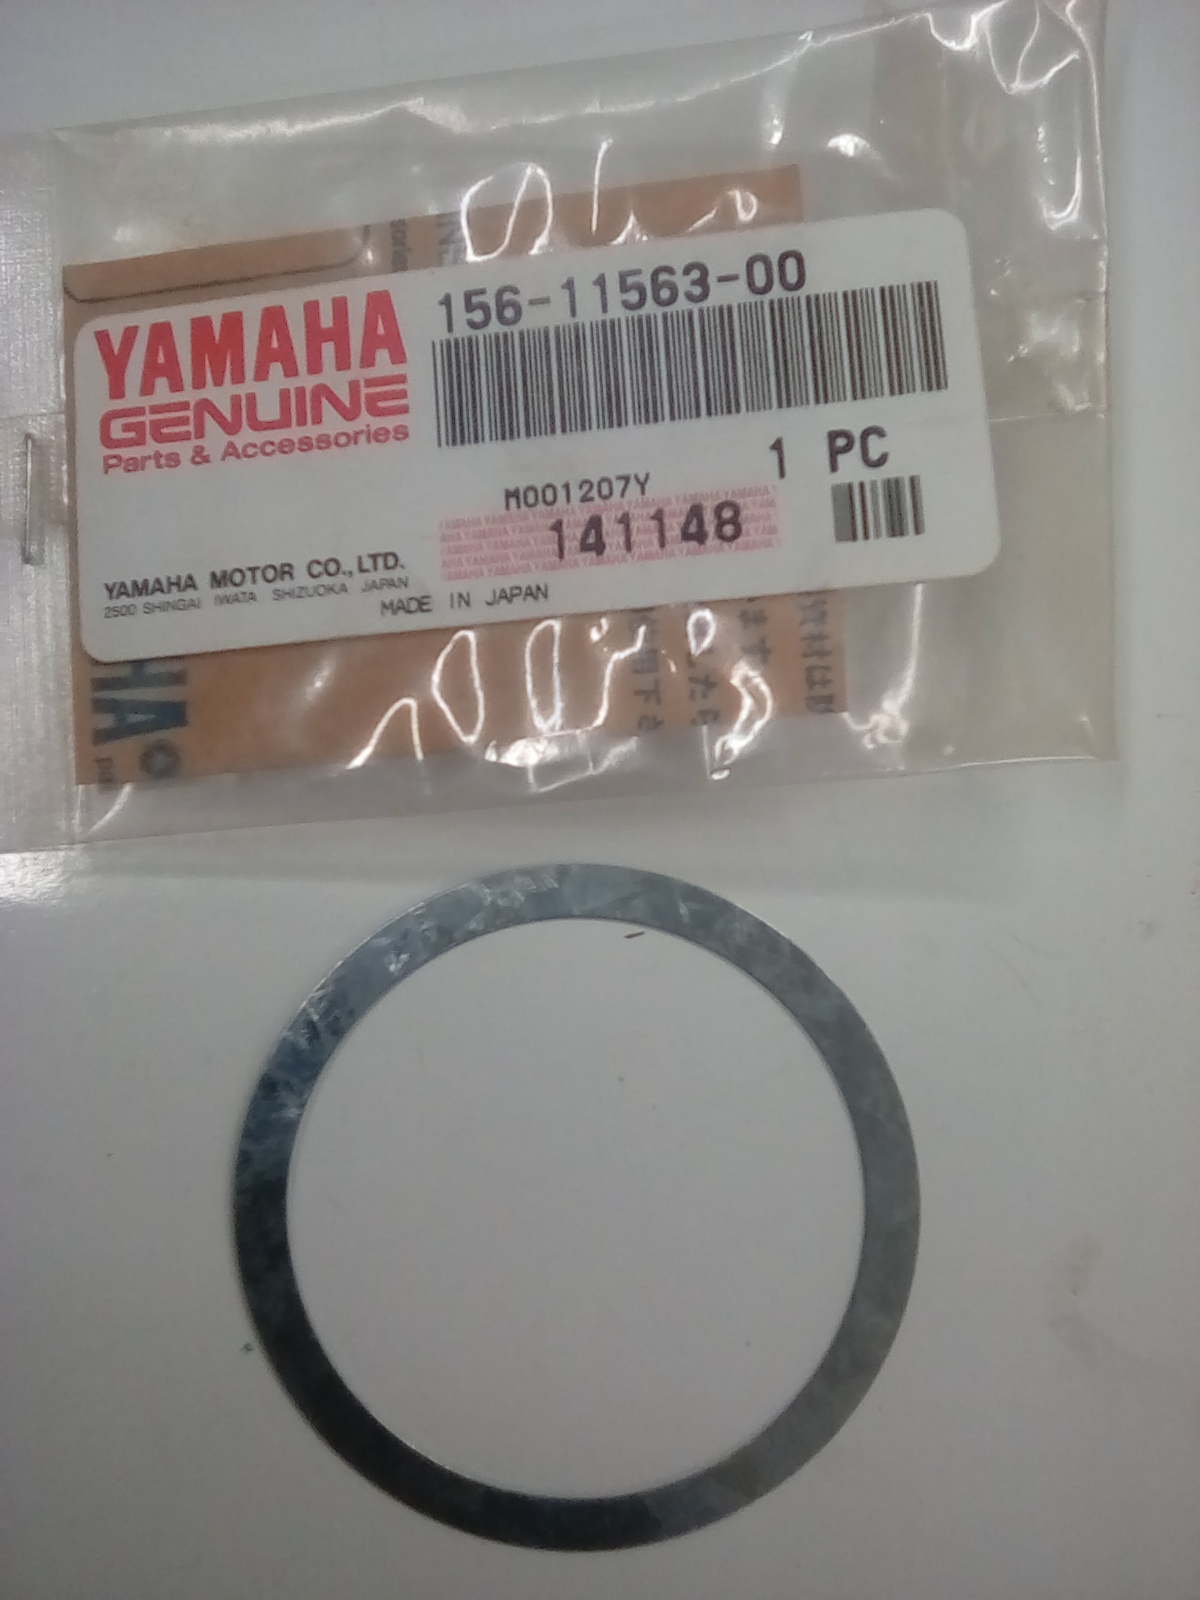 156-11563-00
YAMAHA
GENUINE
Parts & Accessories
1 PC
M001207Y
141148
YAMAHA MOTOR CO., LTD.
2500 SHINGAI IWATA SHIZUOKA JAPAN
MADE IN JAPAN
HA